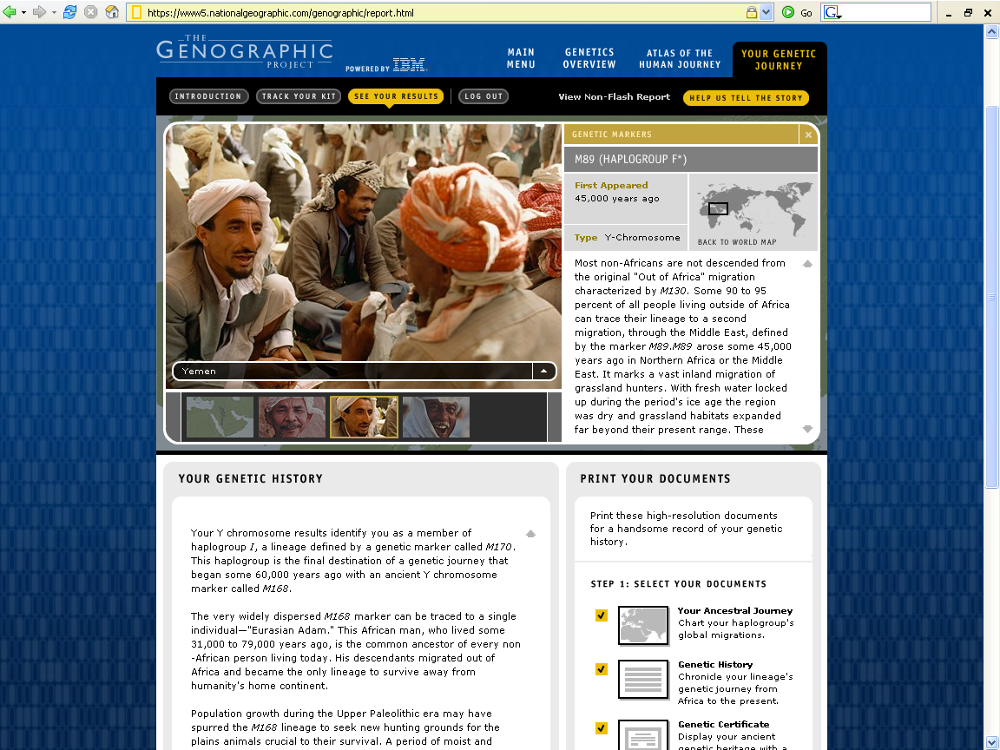 https://www5.nationalgeographic.com/genographic/report.html
Go
G
THE
GENOGRAPHIC
PROJECT
POWERED BY IBM
MAIN
MENU
GENETICS
OVERVIEW
ATLAS OF THE
HUMAN JOURNEY
YOUR GENETIC
JOURNEY
INTRODUCTION
TRACK YOUR KIT
SEE YOUR RESULTS
LOG OUT
View Non-Flash Report
HELP US TELL THE STORY
Yemen
GENETIC MARKERS
M89 (HAPLOGROUP F*)
First Appeared
45,000 years ago
Type Y-Chromosome
BACK TO WORLD MAP
Most non-Africans are not descended from
the original "Out of Africa" migration
characterized by M130. Some 90 to 95
percent of all people living outside of Africa
can trace their lineage to a second
migration, through the Middle East, defined
by the marker M89.M89 arose some 45,000
years ago in Northern Africa or the Middle
East. It marks a vast inland migration of
grassland hunters. With fresh water locked
up during the period's ice age the region
was dry and grassland habitats expanded
far beyond their present range. These
YOUR GENETIC HISTORY
Your Y chromosome results identify you as a member of
haplogroup I, a lineage defined by a genetic marker called M170.
This haplogroup is the final destination of a genetic journey that
began some 60,000 years ago with an ancient Y chromosome
marker called M168.
The very widely dispersed M168 marker can be traced to a single
individual—"Eurasian Adam." This African man, who lived some
31,000 to 79,000 years ago, is the common ancestor of every non
-African person living today. His descendants migrated out of
Africa and became the only lineage to survive away from
humanity's home continent.
Population growth during the Upper Paleolithic era may have
spurred the M168 lineage to seek new hunting grounds for the
plains animals crucial to their survival. A period of moist and
PRINT YOUR DOCUMENTS
Print these high-resolution documents
for a handsome record of your genetic
history.
STEP 1: SELECT YOUR DOCUMENTS
Your Ancestral Journey
Chart your haplogroup's
global migrations.
Genetic History
Chronicle your lineage's
genetic journey from
Africa to the present.
Genetic Certificate
Display your ancient
genetic heritage with a